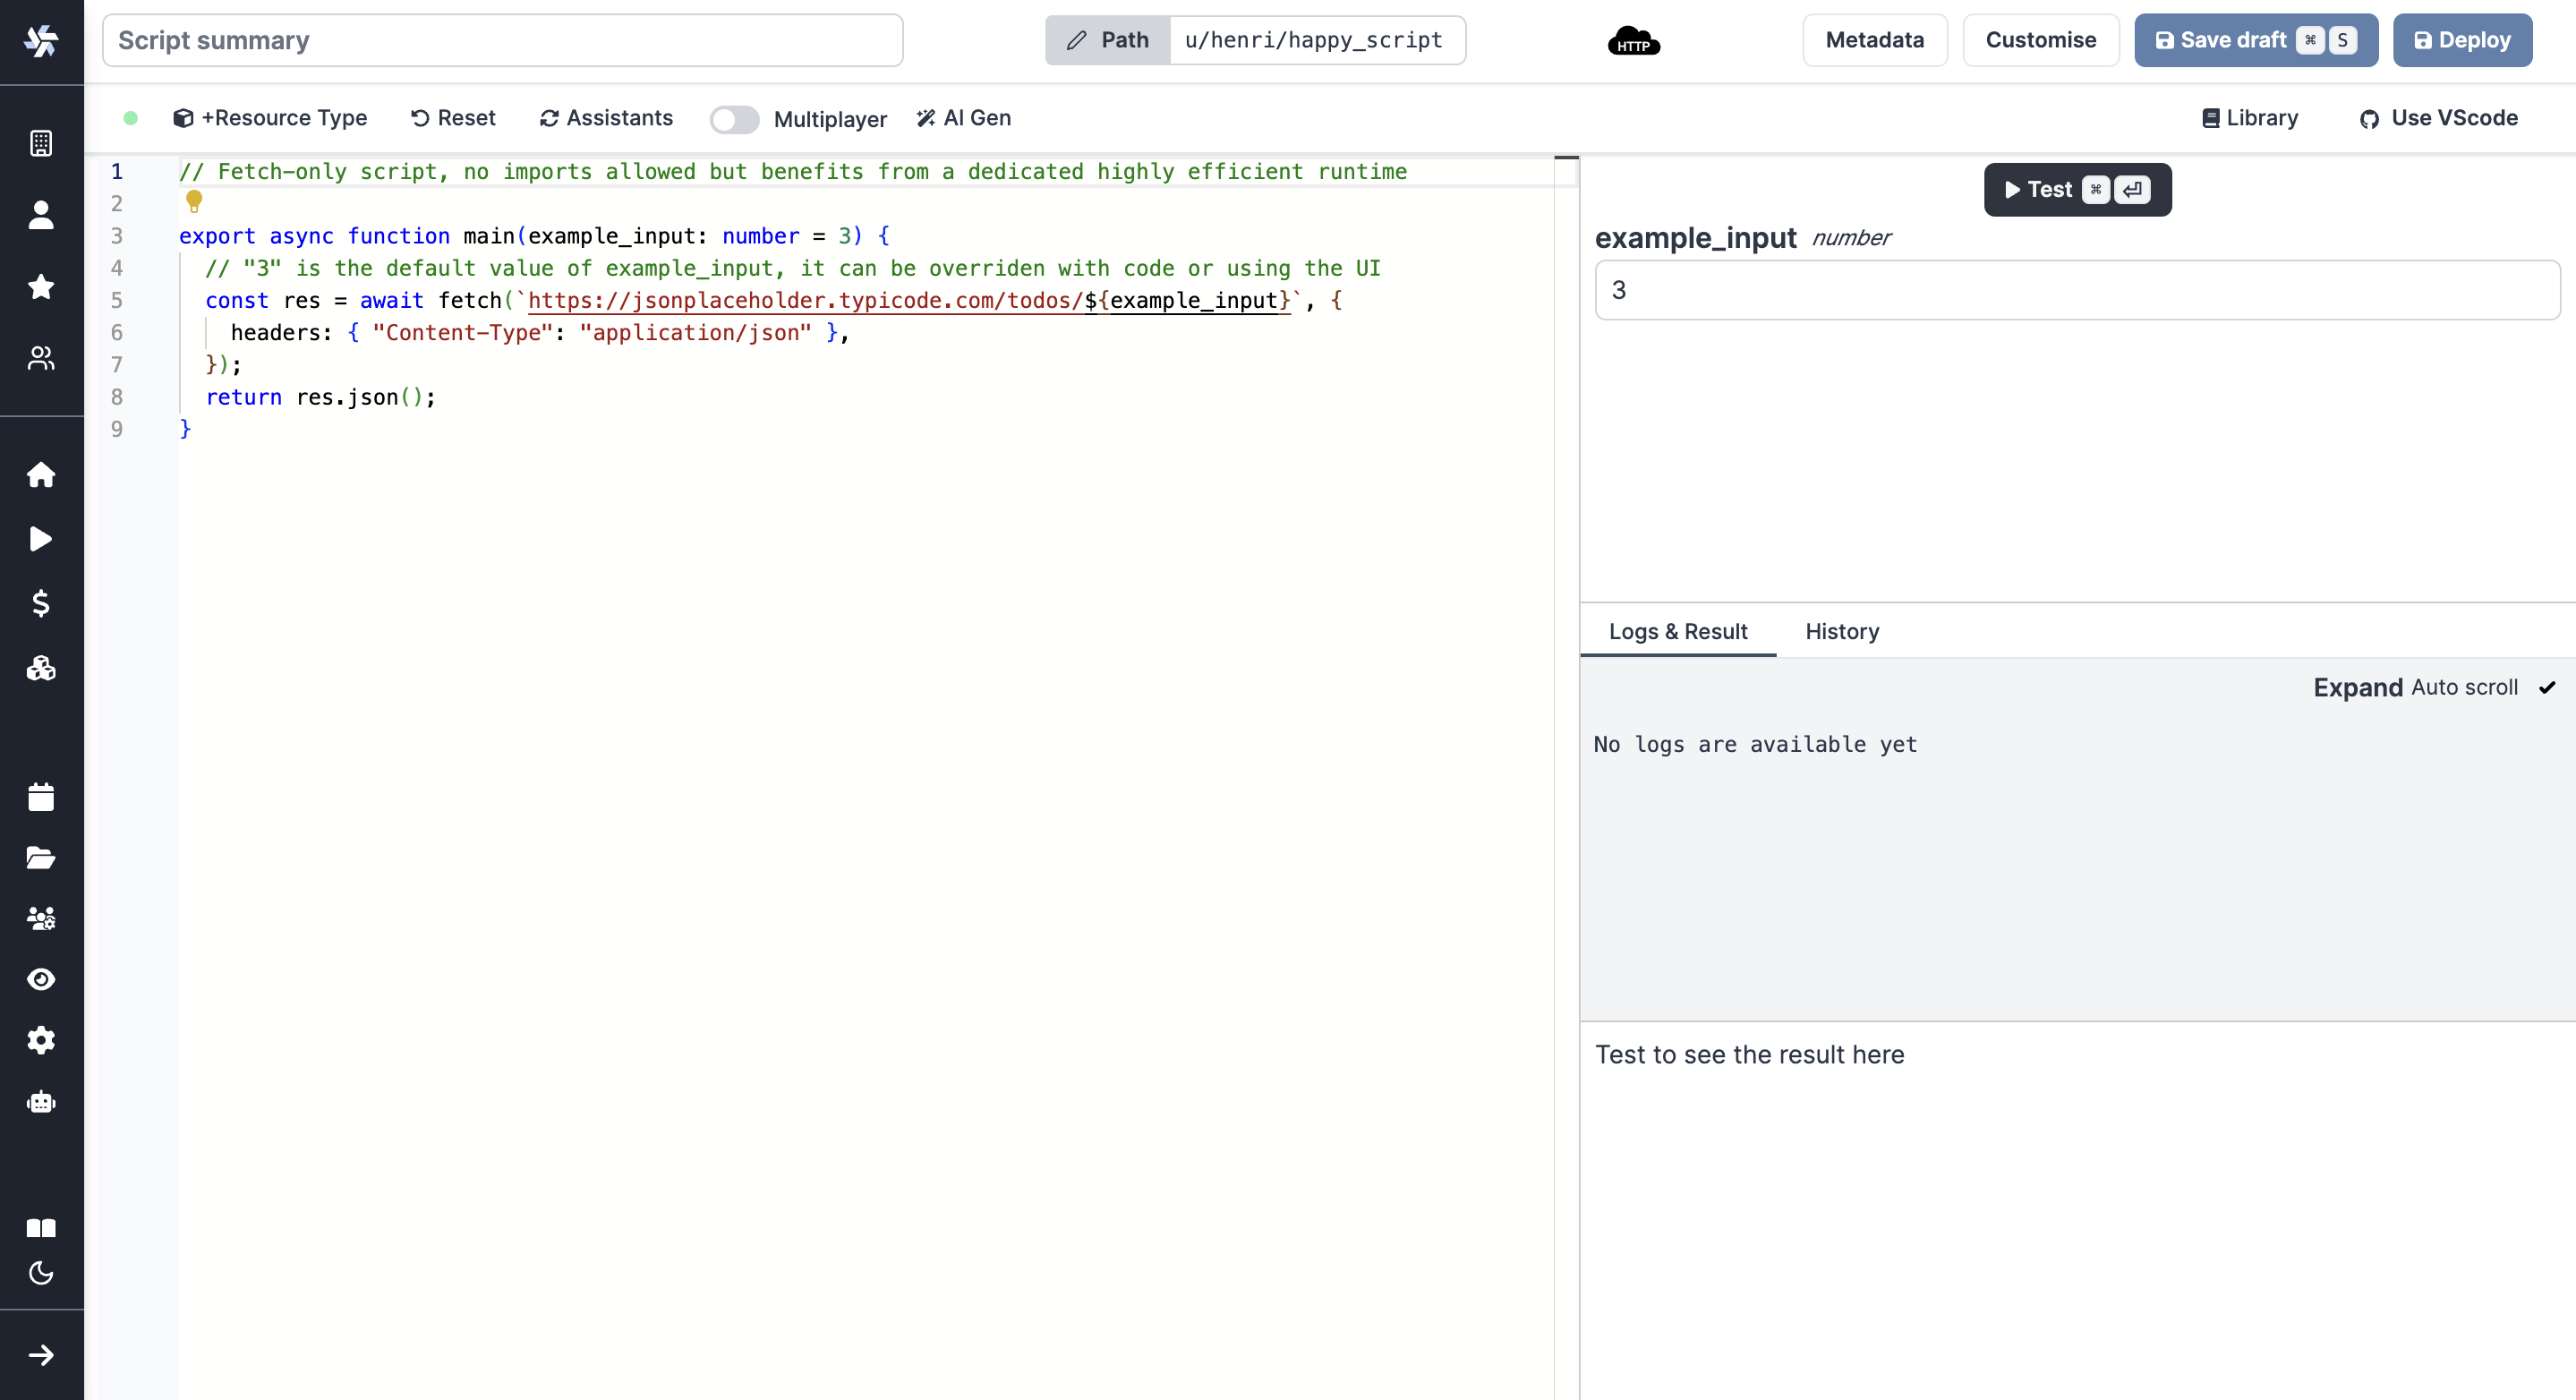 Script summary
Path u/henri/happy_script
HTTP
Metadata
Customise
Save draft ⌘ S
Deploy
+Resource Type
Reset
Assistants
Multiplayer
AI Gen
Library
Use VScode
1 // Fetch-only script, no imports allowed but benefits from a dedicated highly efficient runtime
2
3 export async function main(example_input: number = 3) {
4 // "3" is the default value of example_input, it can be overriden with code or using the UI
5 const res = await fetch(`https://jsonplaceholder.typicode.com/todos/${example_input}`, {
6 headers: { "Content-Type": "application/json" },
7 });
8 return res.json();
9 }
Test ⌘ ⏎
example_input number
3
Logs & Result
History
Expand Auto scroll
No logs are available yet
Test to see the result here